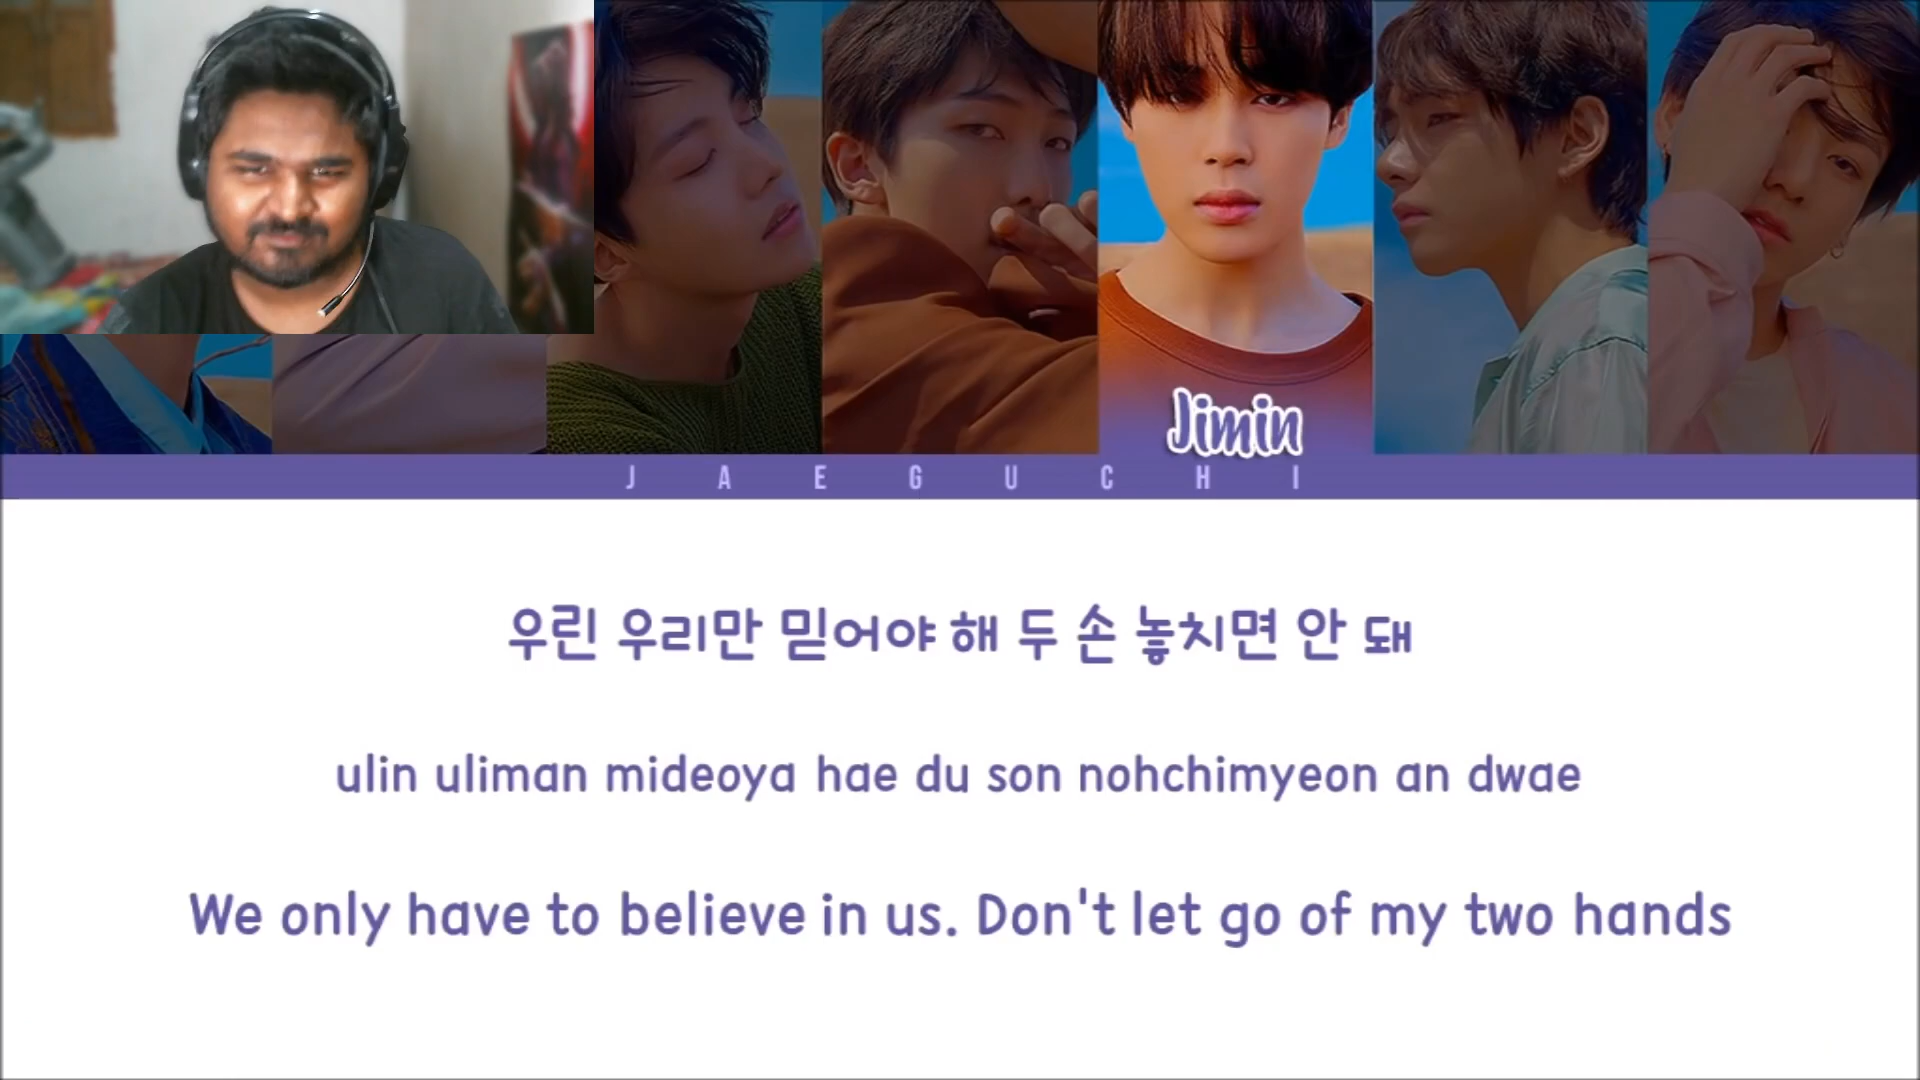 Jimin
JAEGUCHI
우린 우리만 믿어야 해 두 손 놓치면 안 돼
ulin uliman mideoya hae du son nohchimyeon an dwae
We only have to believe in us. Don't let go of my two hands